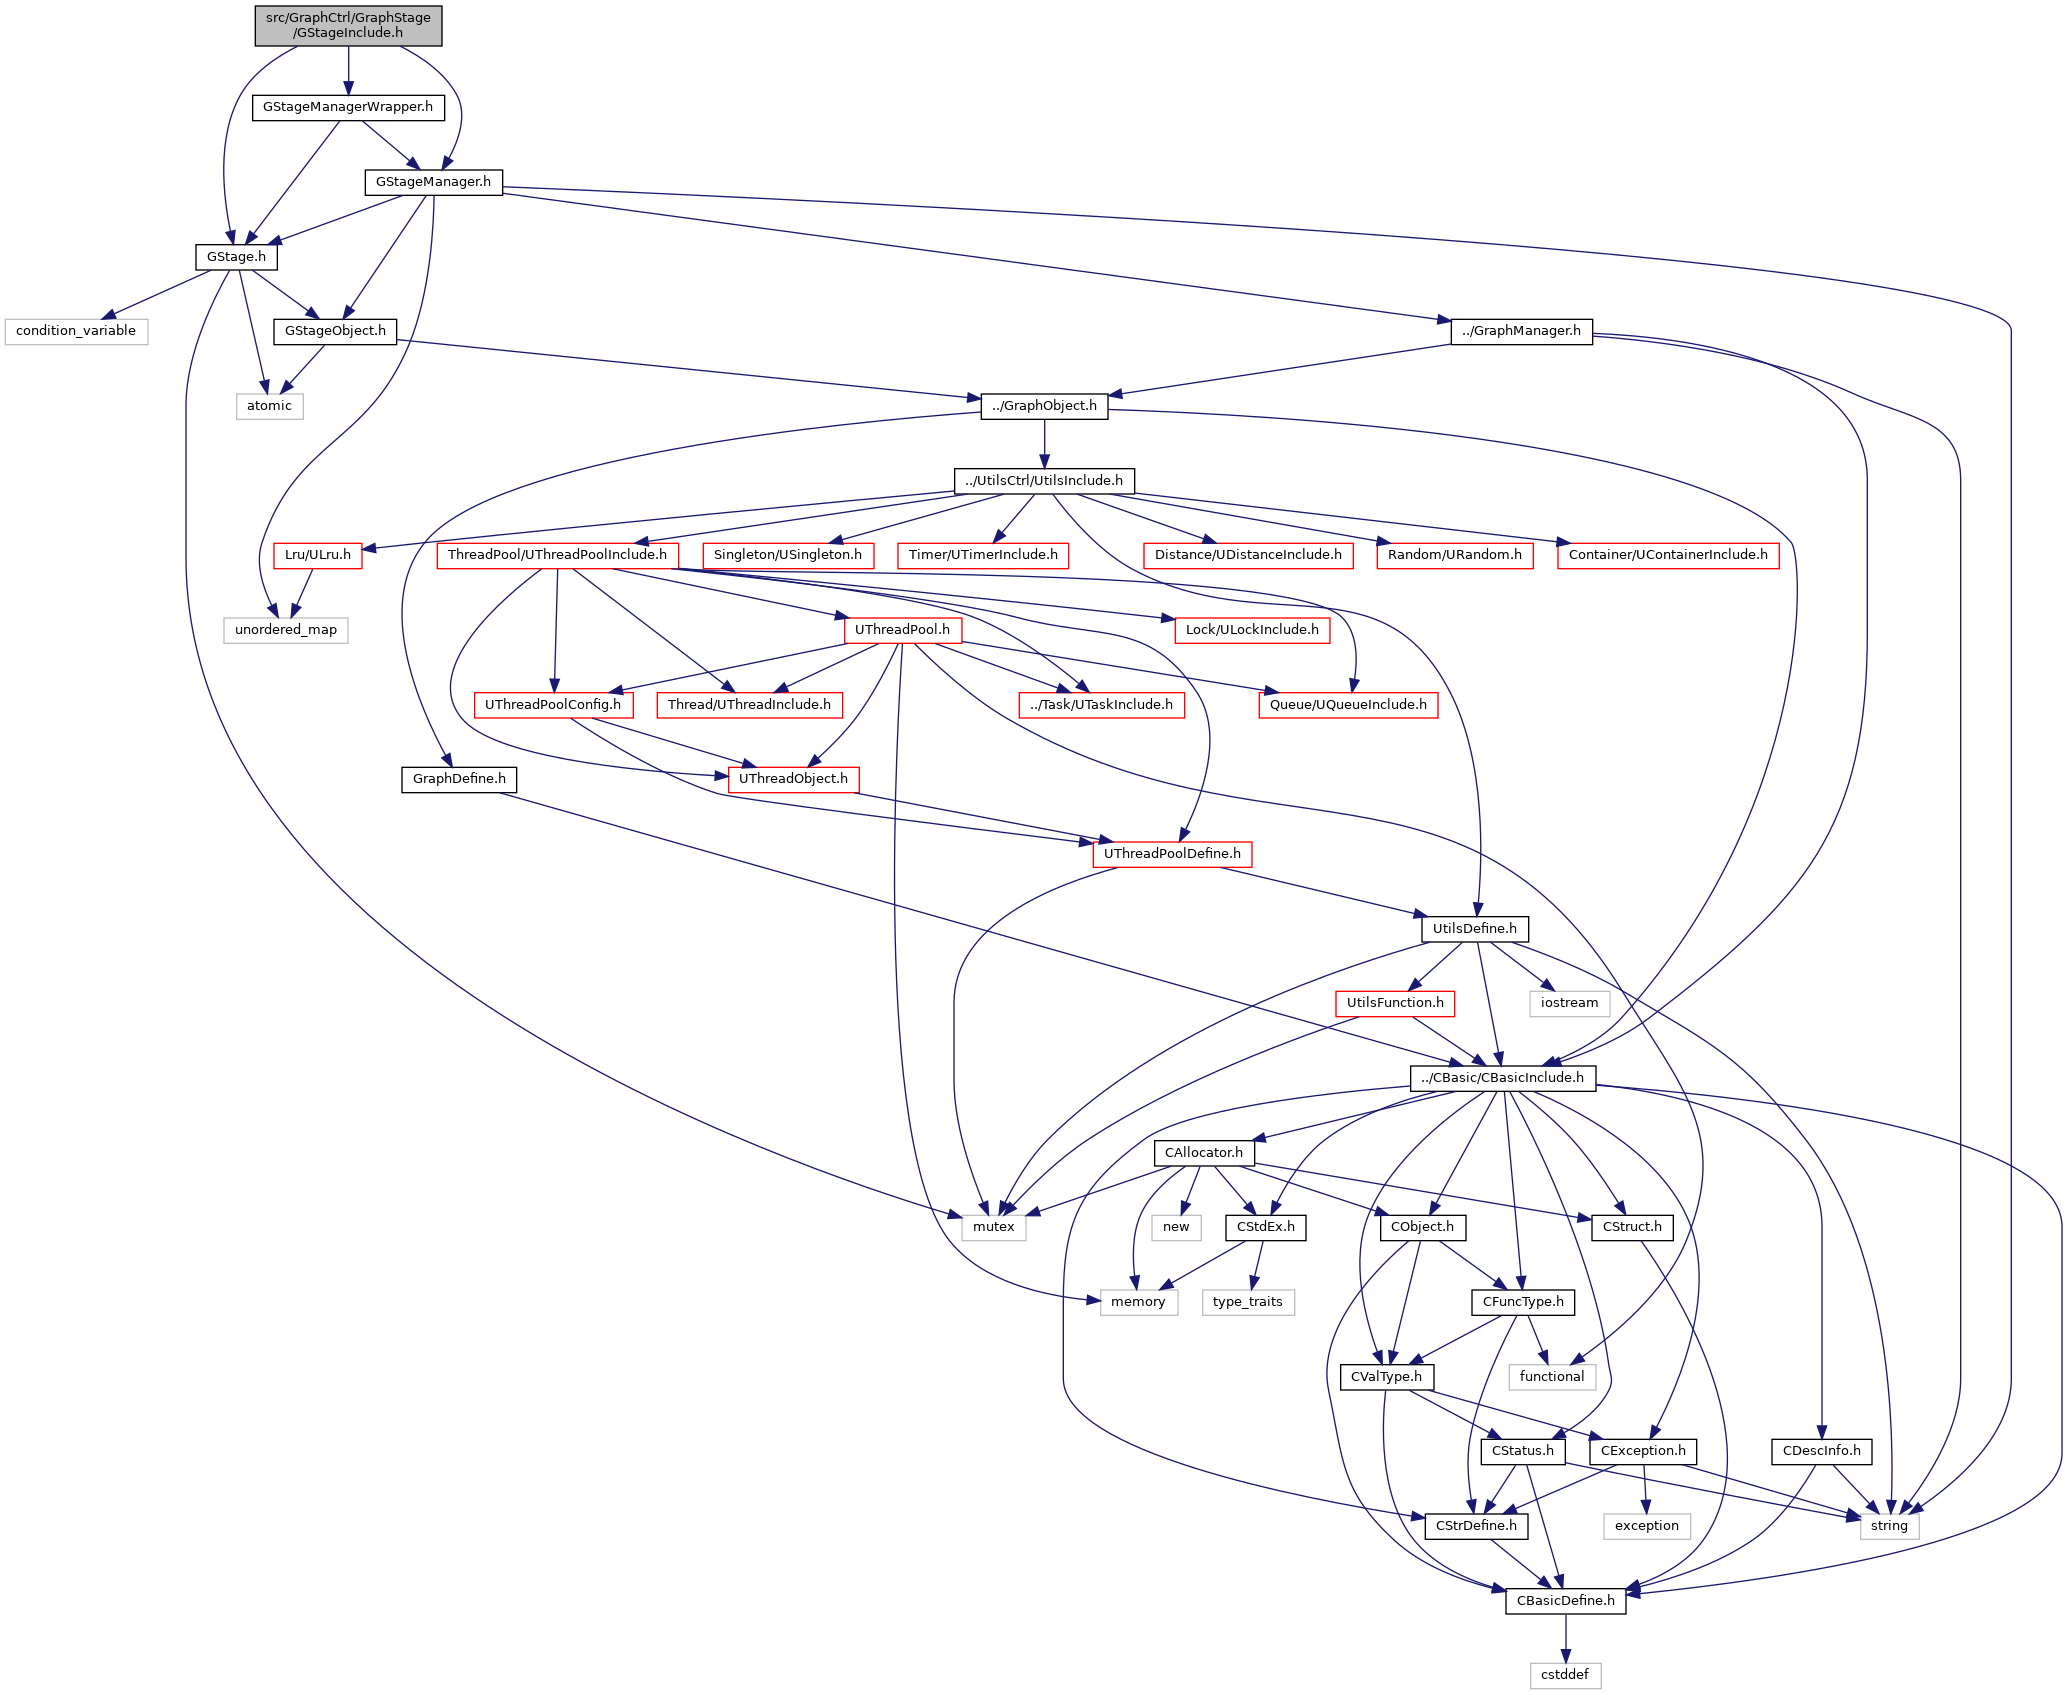 src/GraphCtrl/GraphStage
/GStageInclude.h
GStageManagerWrapper.h
GStageManager.h
GStage.h
condition_variable
GStageObject.h
../GraphManager.h
atomic
../GraphObject.h
../UtilsCtrl/UtilsInclude.h
Lru/ULru.h
ThreadPool/UThreadPoolInclude.h
Singleton/USingleton.h
Timer/UTimerInclude.h
Distance/UDistanceInclude.h
Random/URandom.h
Container/UContainerInclude.h
unordered_map
UThreadPool.h
Lock/ULockInclude.h
UThreadPoolConfig.h
Thread/UThreadInclude.h
../Task/UTaskInclude.h
Queue/UQueueInclude.h
GraphDefine.h
UThreadObject.h
UThreadPoolDefine.h
UtilsDefine.h
UtilsFunction.h
iostream
../CBasic/CBasicInclude.h
CAllocator.h
mutex
new
CStdEx.h
CObject.h
CStruct.h
memory
type_traits
CFuncType.h
CValType.h
functional
CStatus.h
CException.h
CDescInfo.h
CStrDefine.h
exception
string
CBasicDefine.h
cstddef